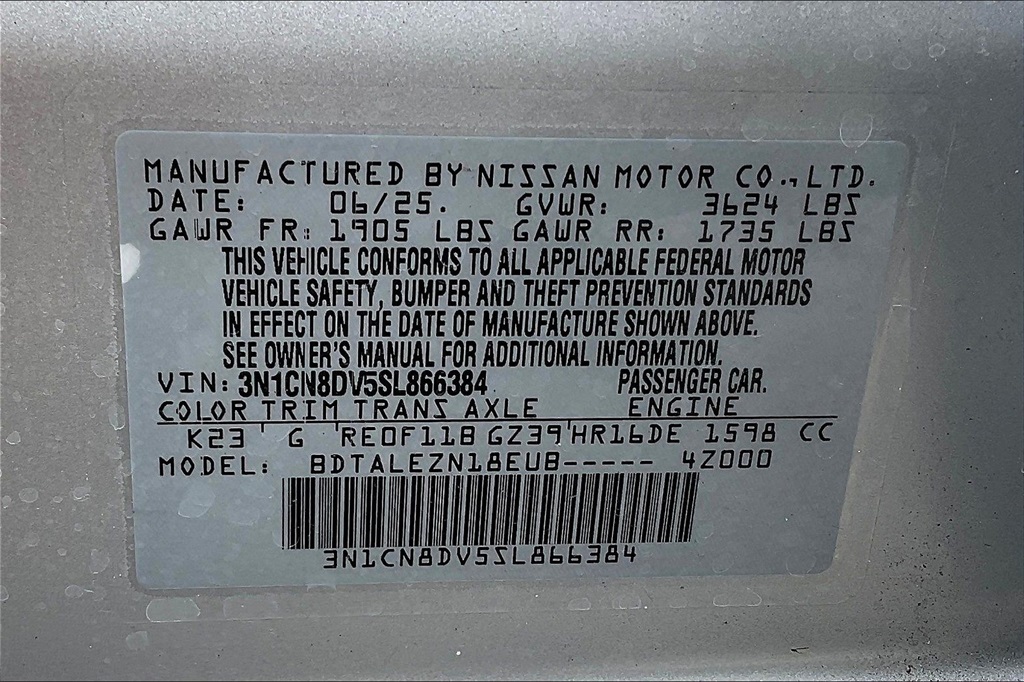 MANUFACTURED BY NISSAN MOTOR CO., LTD.
DATE: 06/25. GVWR: 3624 LBS
GAWR FR: 1905 LBS GAWR RR: 1735 LBS
THIS VEHICLE CONFORMS TO ALL APPLICABLE FEDERAL MOTOR
VEHICLE SAFETY, BUMPER AND THEFT PREVENTION STANDARDS
IN EFFECT ON THE DATE OF MANUFACTURE SHOWN ABOVE.
SEE OWNER'S MANUAL FOR ADDITIONAL INFORMATION.
VIN: 3N1CN8DV5SL866384 PASSENGER CAR.
COLOR TRIM TRANS AXLE ENGINE
K23 G RE0F11B GZ39 HR16DE 1598 CC
MODEL: BDTALEZN18EUB----- 4Z000
3N1CN8DV5SL866384